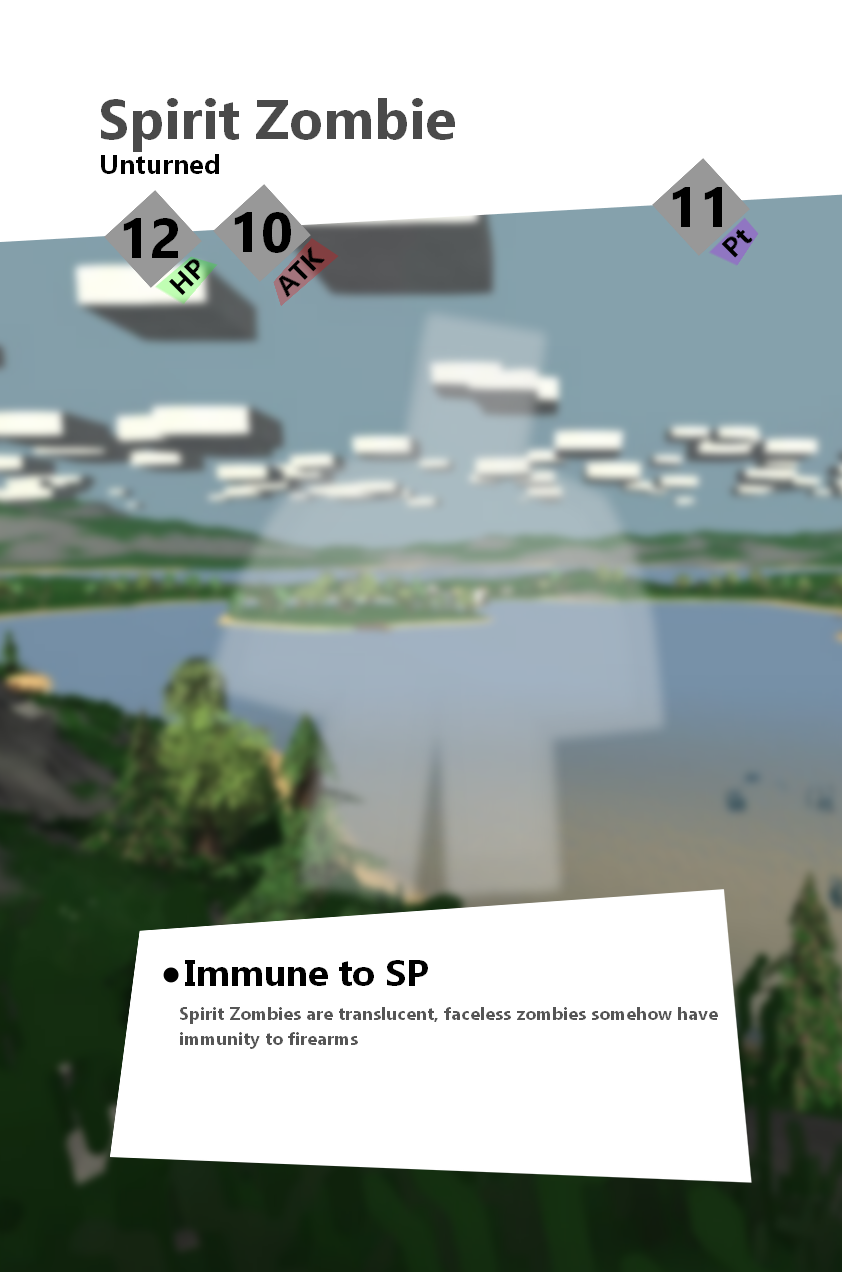 Spirit Zombie
Unturned
12 HP 10 ATK 11 Pt
•Immune to SP
Spirit Zombies are translucent, faceless zombies somehow have
immunity to firearms